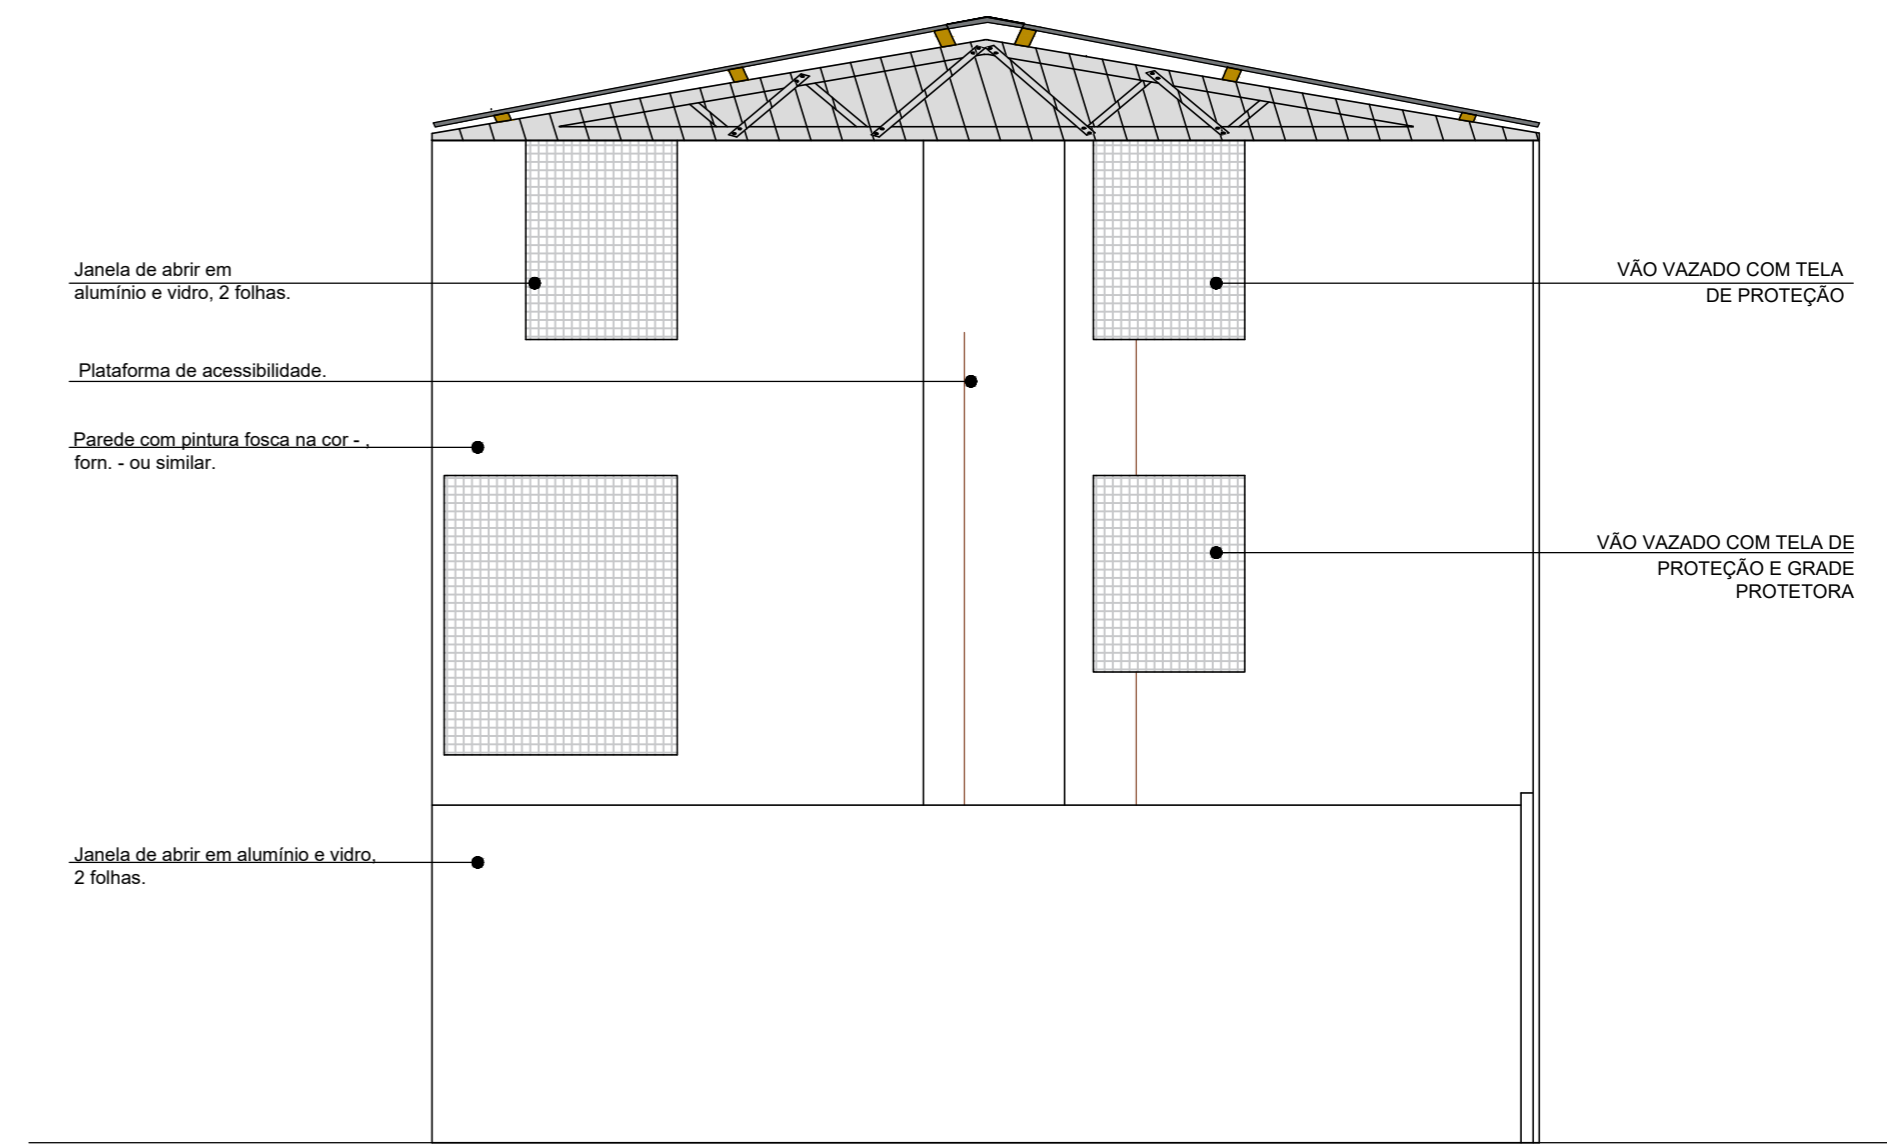 Janela de abrir em
alumínio e vidro, 2 folhas.
Plataforma de acessibilidade.
Parede com pintura fosca na cor - ,
forn. - ou similar.
Janela de abrir em alumínio e vidro,
2 folhas.
VÃO VAZADO COM TELA
DE PROTEÇÃO
VÃO VAZADO COM TELA DE
PROTEÇÃO E GRADE
PROTETORA